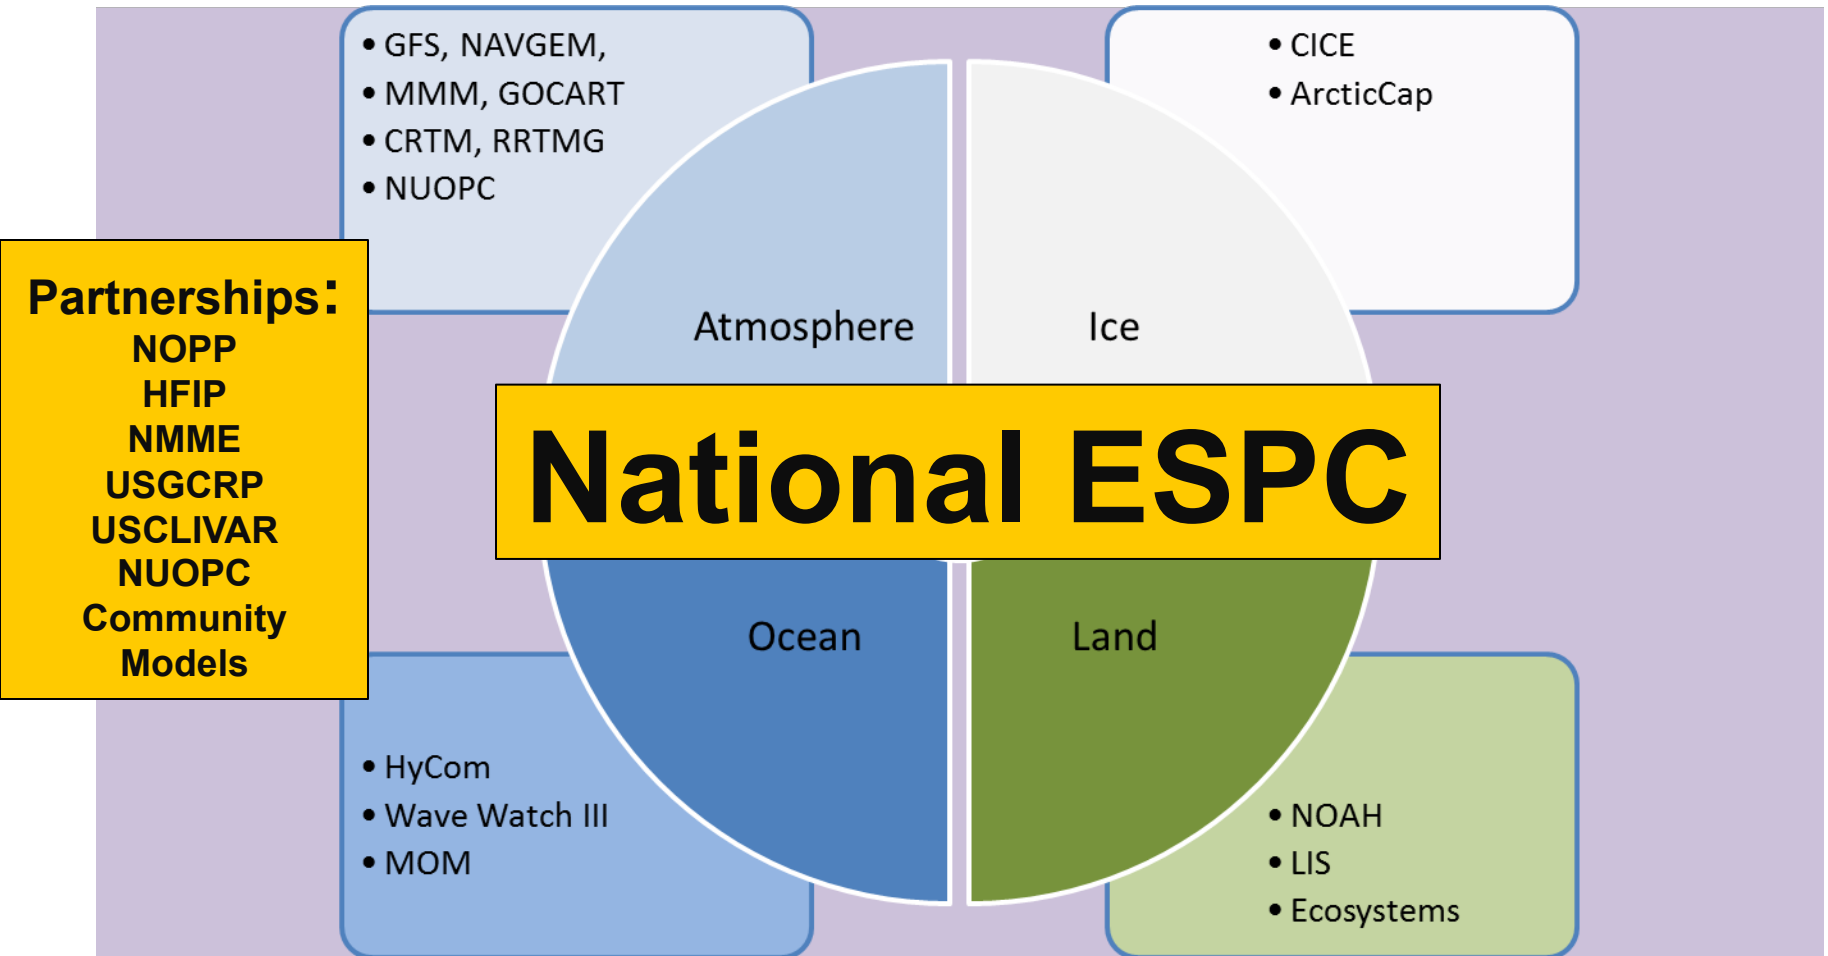 • GFS, NAVGEM,
• MMM, GOCART
• CRTM, RRTMG
• NUOPC
• CICE
• ArcticCap
Partnerships:
NOPP
HFIP
NMME
USGCRP
USCLIVAR
NUOPC
Community
Models
Atmosphere
Ice
National ESPC
Ocean
Land
• HyCom
• Wave Watch III
• MOM
• NOAH
• LIS
• Ecosystems